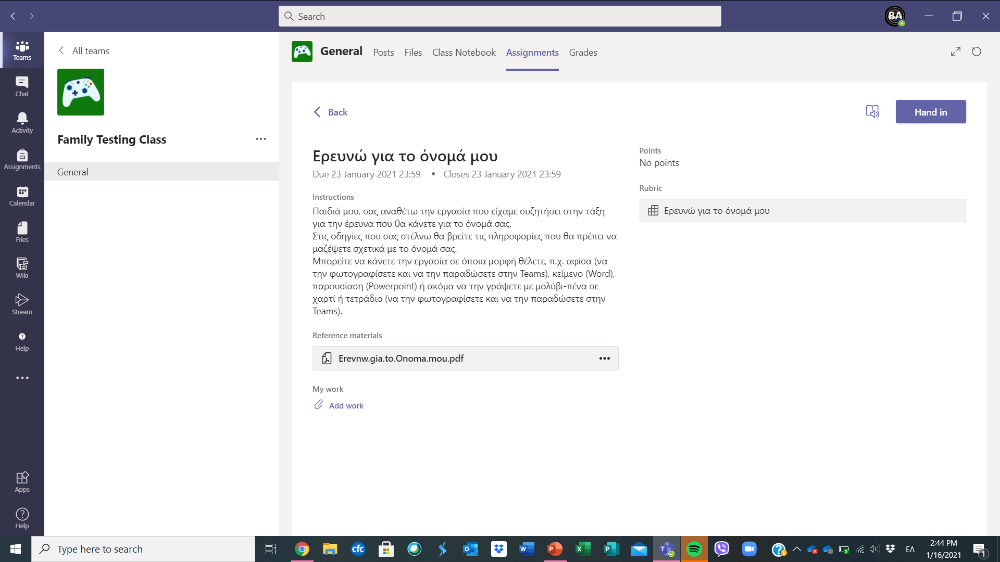 Search
BA
Teams
Chat
Activity
Assignments
Calendar
Files
Wiki
Stream
Help
Apps
Help
All teams
Family Testing Class
General
General
Posts
Files
Class Notebook
Assignments
Grades
Back
Hand in
Ερευνώ για το όνομά μου
Due 23 January 2021 23:59 • Closes 23 January 2021 23:59
Instructions
Παιδιά μου, σας αναθέτω την εργασία που είχαμε συζητήσει στην τάξη
για την έρευνα που θα κάνετε για το όνομά σας.
Στις οδηγίες που σας στέλνω θα βρείτε τις πληροφορίες που θα πρέπει να
μαζέψετε σχετικά με το όνομά σας.
Μπορείτε να κάνετε την εργασία σε όποια μορφή θέλετε, π.χ. αφίσα (να
την φωτογραφίσετε και να την παραδώσετε στην Teams), κείμενο (Word),
παρουσίαση (Powerpoint) ή ακόμα να την γράψετε με μολύβι-πένα σε
χαρτί ή τετράδιο (να την φωτογραφίσετε και να την παραδώσετε στην
Teams).
Reference materials
Erevnw.gia.to.Onoma.mou.pdf
My work
Add work
Points
No points
Rubric
Ερευνώ για το όνομά μου
Type here to search
cfc
ΕΛ
2:44 PM
1/16/2021
1